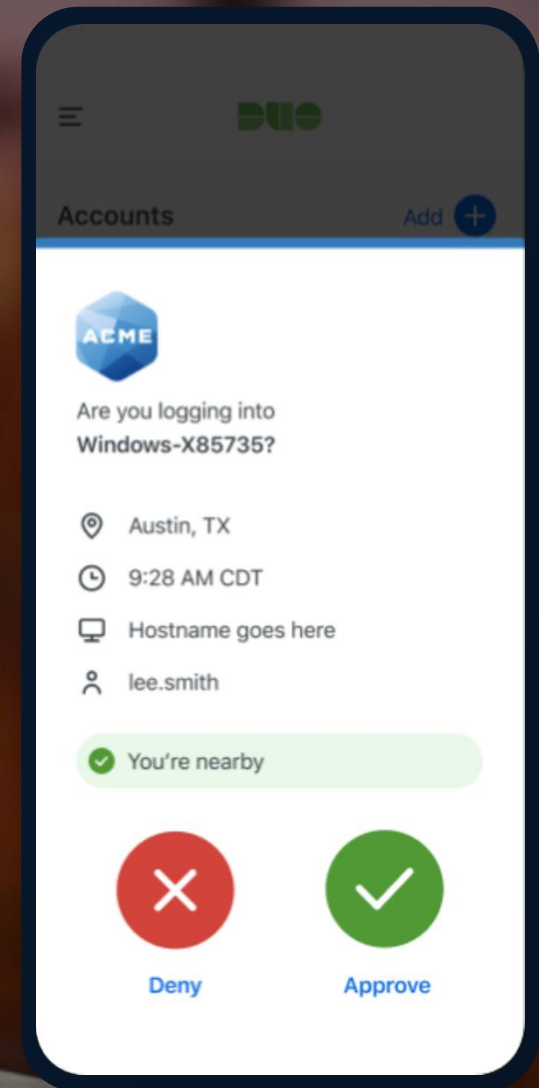 DUO
Accounts
Add
ACME
Are you logging into
Windows-X85735?
Austin, TX
9:28 AM CDT
Hostname goes here
lee.smith
You’re nearby
Deny
Approve